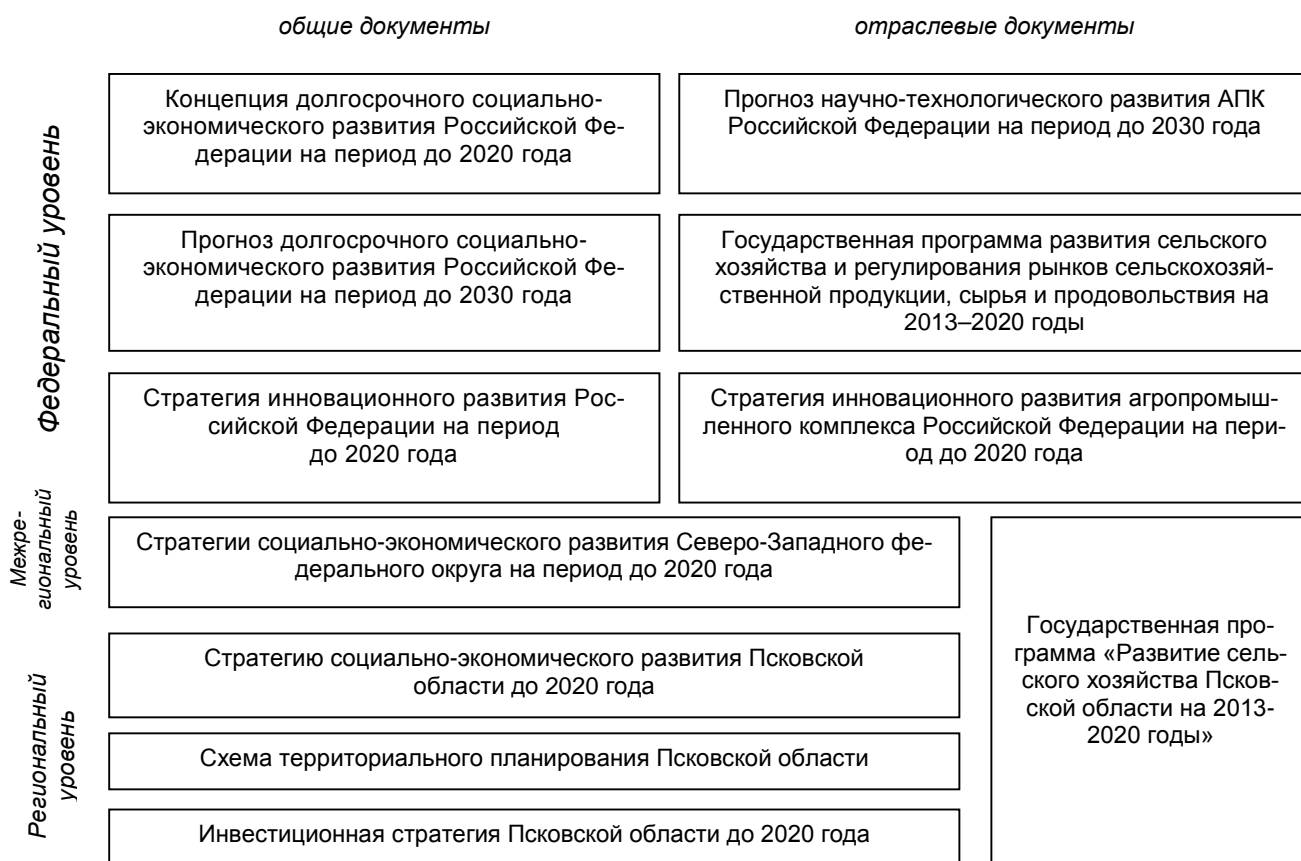 общие документы
отраслевые документы
Федеральный уровень
Концепция долгосрочного социально-
экономического развития Российской Фе-
дерации на период до 2020 года
Прогноз научно-технологического развития АПК
Российской Федерации на период до 2030 года
Прогноз долгосрочного социально-
экономического развития Российской Фе-
дерации на период до 2030 года
Государственная программа развития сельского
хозяйства и регулирования рынков сельскохозяй-
ственной продукции, сырья и продовольствия на
2013–2020 годы
Стратегия инновационного развития Рос-
сийской Федерации на период
до 2020 года
Стратегия инновационного развития агропромыш-
ленного комплекса Российской Федерации на пери-
од до 2020 года
Межре-
гиональный
уровень
Стратегии социально-экономического развития Северо-Западного фе-
дерального округа на период до 2020 года
Региональный
уровень
Стратегию социально-экономического развития Псковской
области до 2020 года
Схема территориального планирования Псковской области
Инвестиционная стратегия Псковской области до 2020 года
Государственная про-
грамма «Развитие сель-
ского хозяйства Псков-
ской области на 2013-
2020 годы»